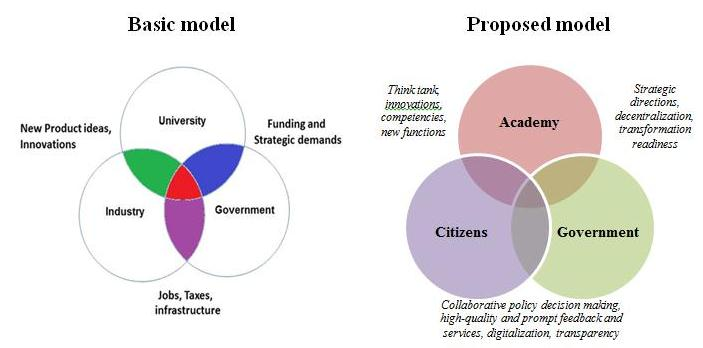 Basic model
University
New Product ideas,
Innovations
Funding and
Strategic demands
Industry
Government
Jobs, Taxes,
infrastructure
Proposed model
Think tank,
innovations,
competencies,
new functions
Academy
Strategic
directions,
decentralization,
transformation
readiness
Citizens
Government
Collaborative policy decision making,
high-quality and prompt feedback and
services, digitalization, transparency